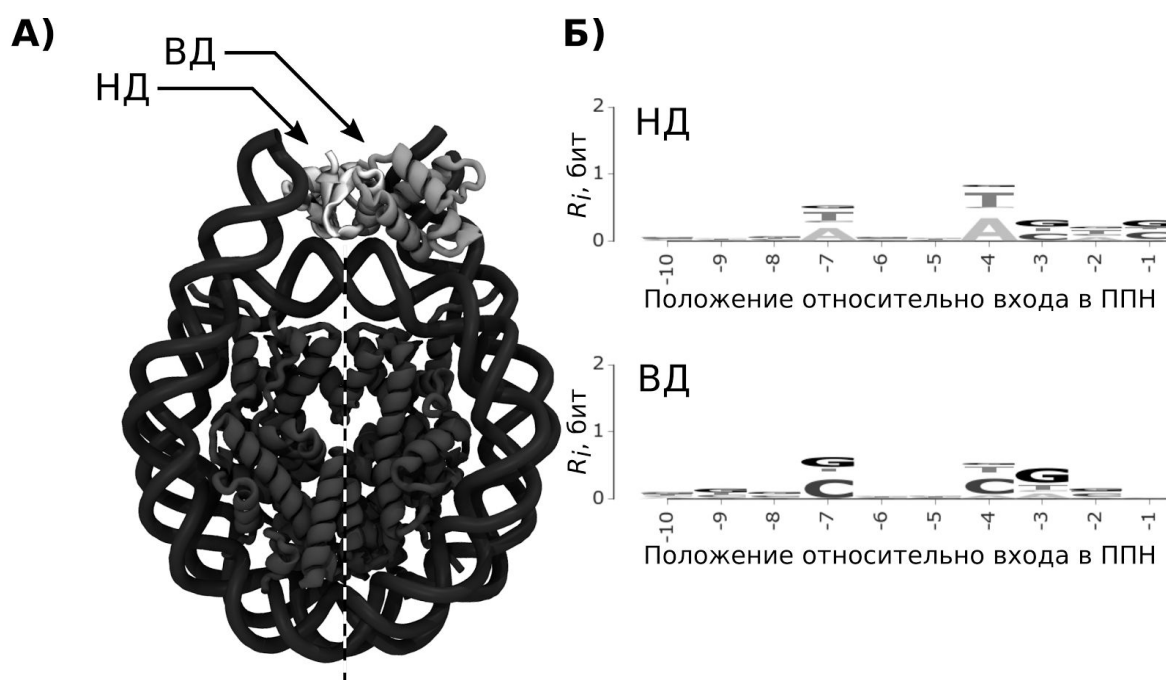 А)
ВД
НД
Б)
НД
2
1
0
Ri, бит
G
T
A
T
A
G
C
G
C
-10 -9 -8 -7 -6 -5 -4 -3 -2 -1
Положение относительно входа в ППН
ВД
2
1
0
Ri, бит
G
C
T
C
G
-10 -9 -8 -7 -6 -5 -4 -3 -2 -1
Положение относительно входа в ППН